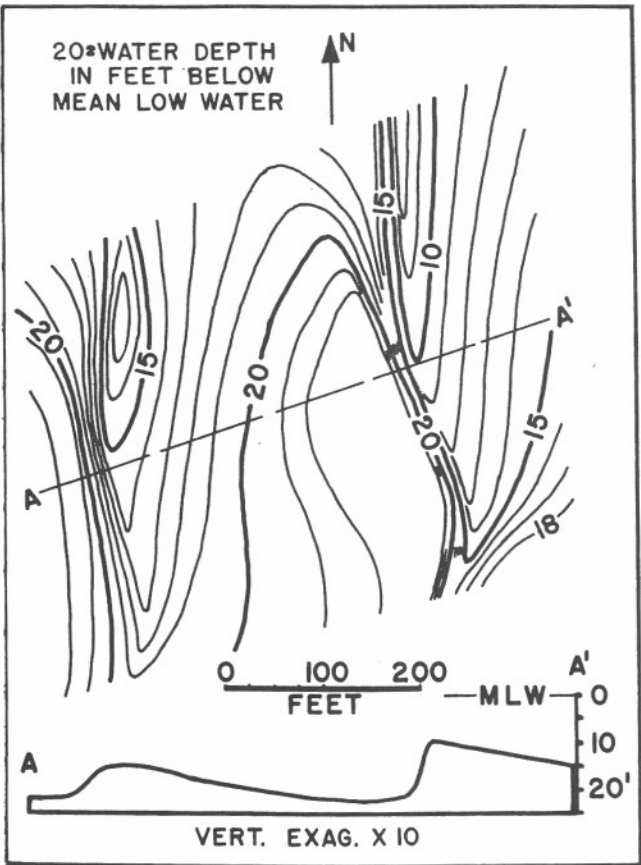 20=WATER DEPTH
IN FEET BELOW
MEAN LOW WATER
N
15
10
20
15
A'
20
20
15
A
18
0 100 200
FEET
A'
MLW
0
10
20'
A
VERT. EXAG. X 10